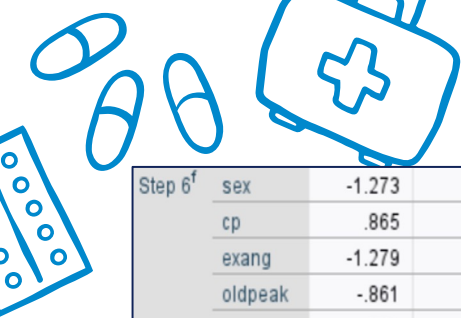 Step 6f sex -1.273
cp .865
exang -1.279
oldpeak -.861